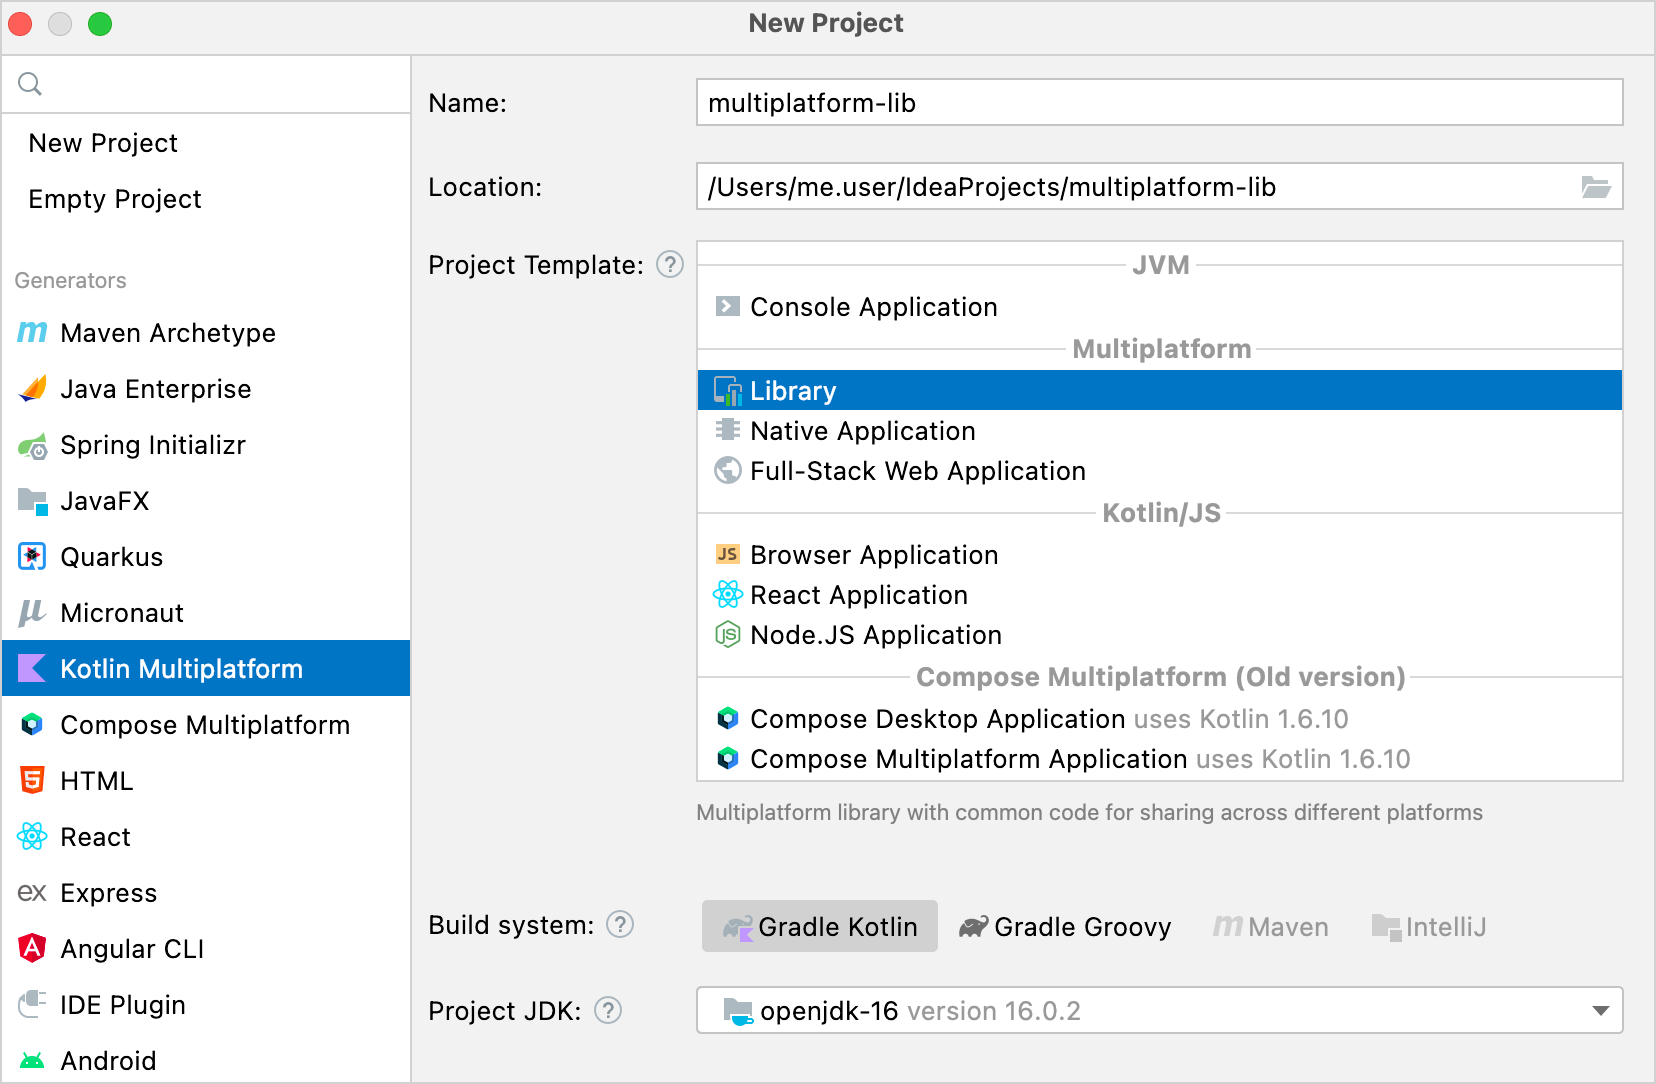 New Project
New Project
Empty Project
Generators
Maven Archetype
Java Enterprise
Spring Initializr
JavaFX
Quarkus
Micronaut
Kotlin Multiplatform
Compose Multiplatform
HTML
React
ex Express
Angular CLI
IDE Plugin
Android
Name: multiplatform-lib
Location: /Users/me.user/IdeaProjects/multiplatform-lib
Project Template: ?
JVM
Console Application
Multiplatform
Library
Native Application
Full-Stack Web Application
Kotlin/JS
JS Browser Application
React Application
JS Node.JS Application
Compose Multiplatform (Old version)
Compose Desktop Application uses Kotlin 1.6.10
Compose Multiplatform Application uses Kotlin 1.6.10
Multiplatform library with common code for sharing across different platforms
Build system: ? Gradle Kotlin Gradle Groovy Maven IntelliJ
Project JDK: ? openjdk-16 version 16.0.2